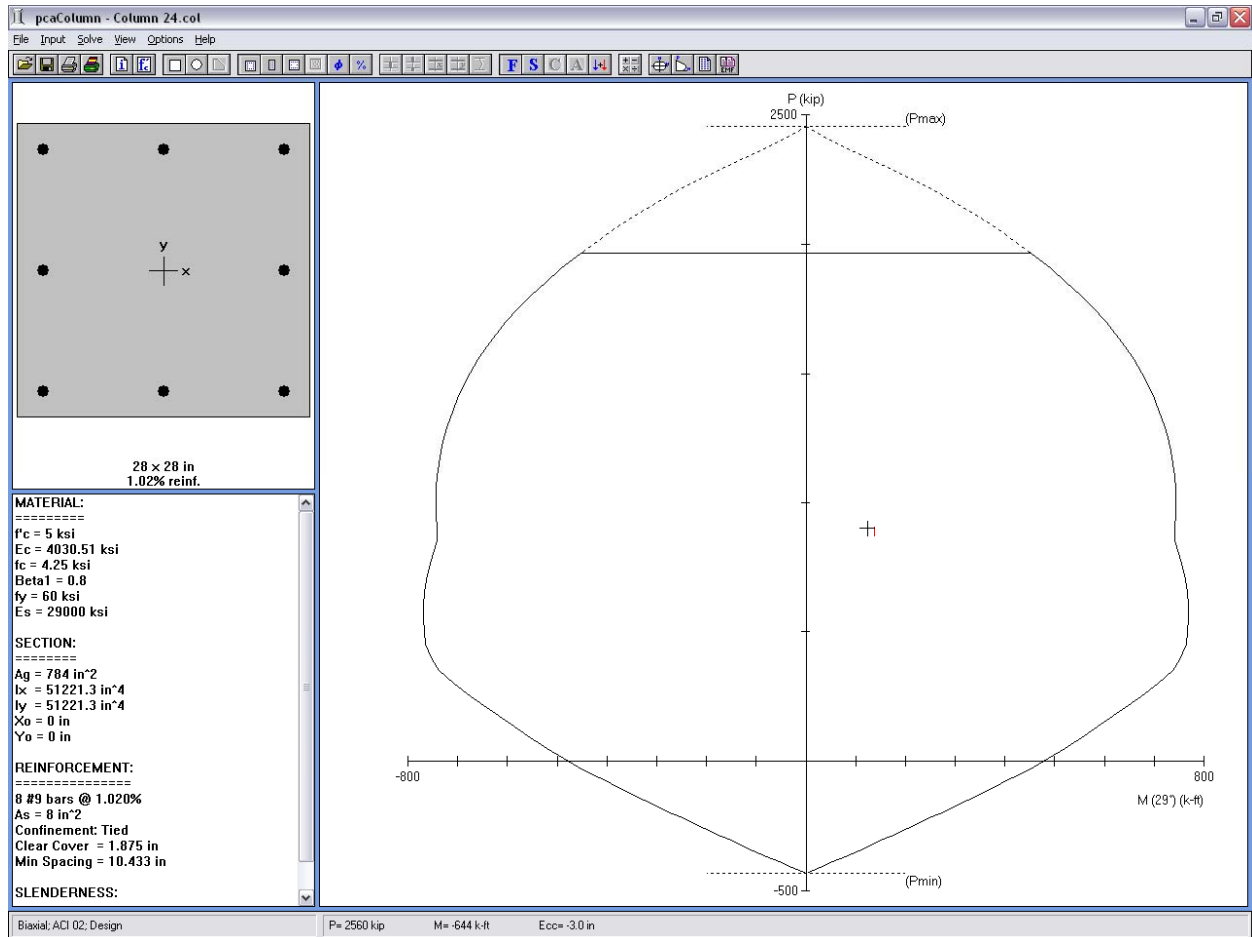 pcaColumn - Column 24.col
File Input Solve View Options Help
y
x
28 x 28 in
1.02% reinf.
MATERIAL:
=========
f'c = 5 ksi
Ec = 4030.51 ksi
fc = 4.25 ksi
Beta1 = 0.8
fy = 60 ksi
Es = 29000 ksi
SECTION:
========
Ag = 784 in^2
Ix = 51221.3 in^4
Iy = 51221.3 in^4
Xo = 0 in
Yo = 0 in
REINFORCEMENT:
===============
8 #9 bars @ 1.020%
As = 8 in^2
Confinement: Tied
Clear Cover = 1.875 in
Min Spacing = 10.433 in
SLENDERNESS:
P (kip)
2500
(Pmax)
1
-800
800
M (29°) (k-ft)
-500
(Pmin)
Biaxial; ACI 02; Design
P= 2560 kip M= -644 k-ft Ecc= -3.0 in